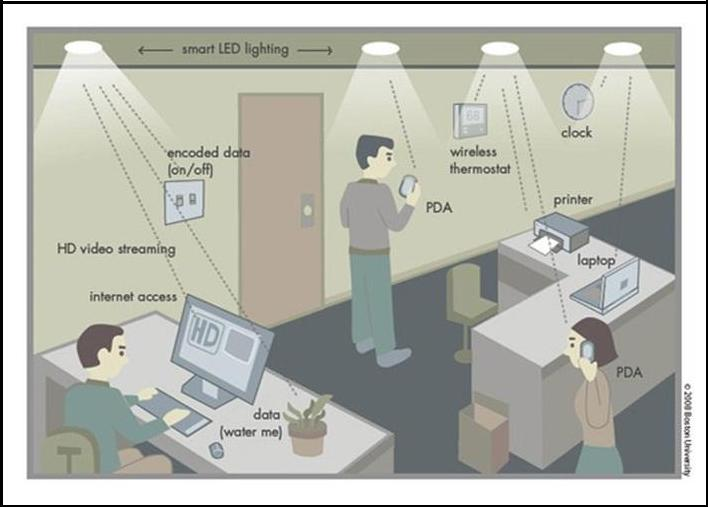 smart LED lighting
encoded data
(on/off)
68
clock
wireless
thermostat
PDA
printer
HD video streaming
laptop
internet access
HD
PDA
data
(water me)
© 2008 Boston University